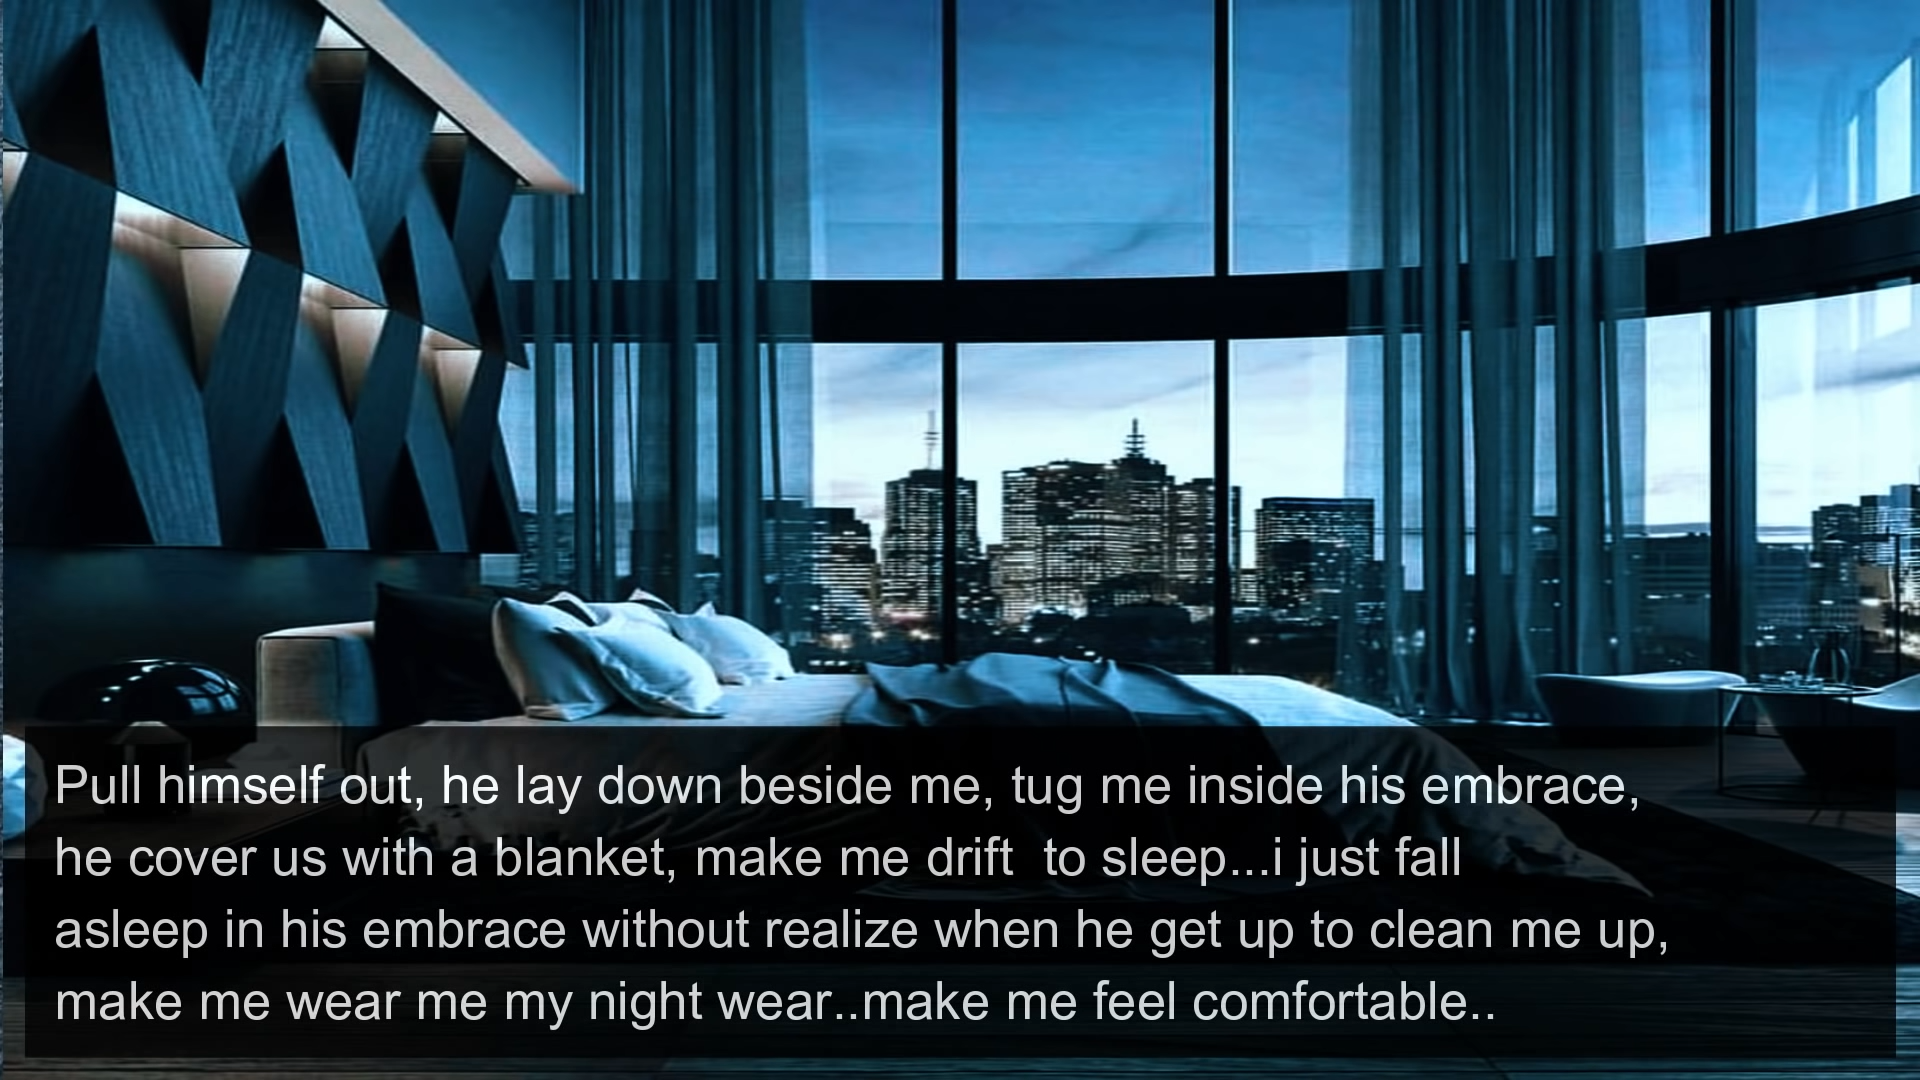 Pull himself out, he lay down beside me, tug me inside his embrace,
he cover us with a blanket, make me drift  to sleep...i just fall
asleep in his embrace without realize when he get up to clean me up,
make me wear me my night wear..make me feel comfortable..